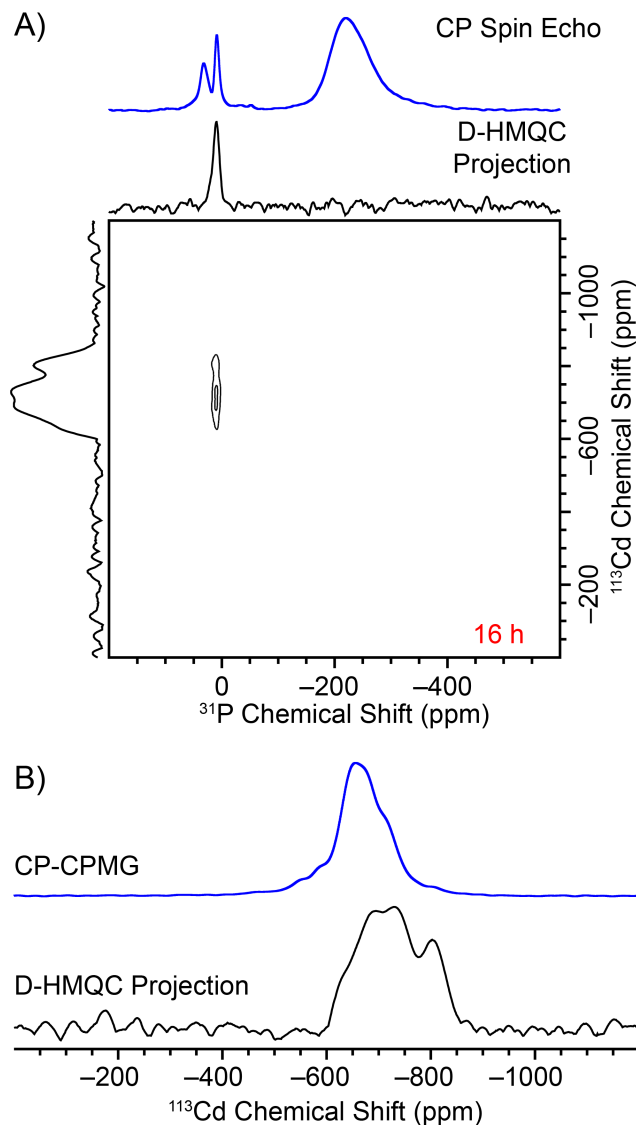 A)
CP Spin Echo
D-HMQC
Projection
–1000
–600
–200
¹¹³Cd Chemical Shift (ppm)
16 h
0
–200
–400
³¹P Chemical Shift (ppm)
B)
CP-CPMG
D-HMQC Projection
–200
–400
–600
–800
–1000
¹¹³Cd Chemical Shift (ppm)